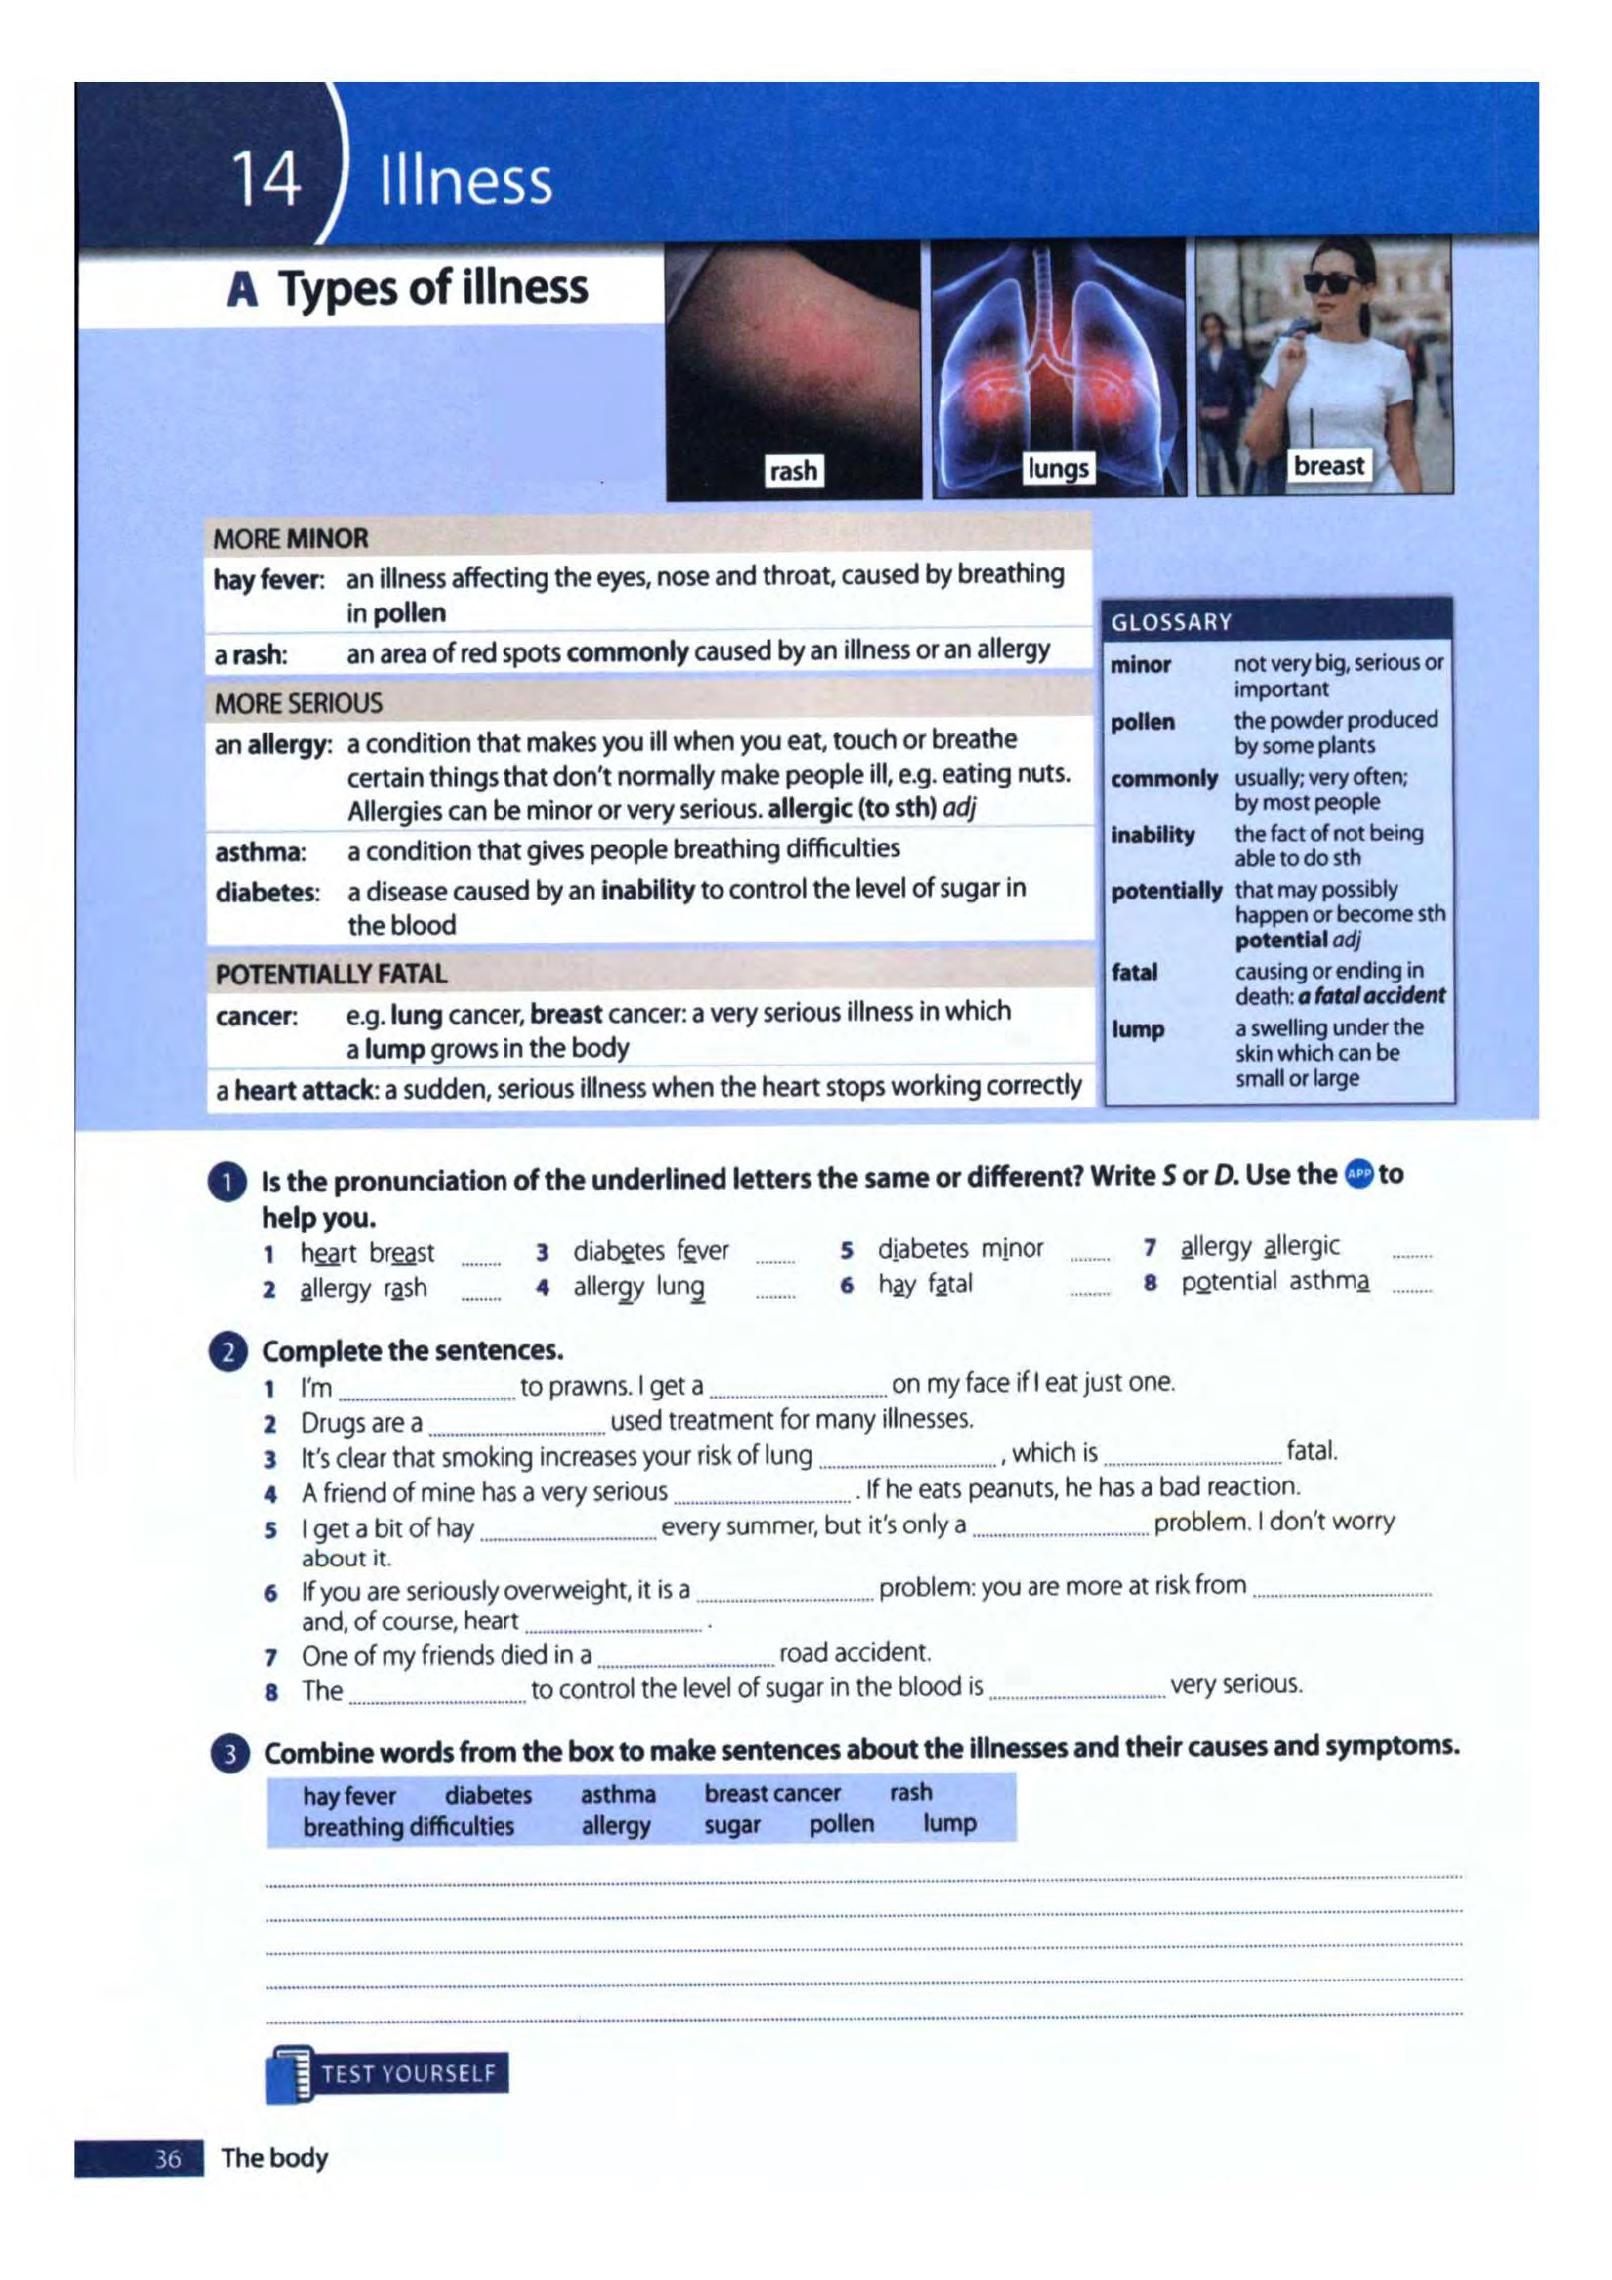 14 Illness
A Types of illness
rash
lungs
breast
MORE MINOR
hay fever: an illness affecting the eyes, nose and throat, caused by breathing
in pollen
a rash: an area of red spots commonly caused by an illness or an allergy
MORE SERIOUS
an allergy: a condition that makes you ill when you eat, touch or breathe
certain things that don't normally make people ill, e.g. eating nuts.
Allergies can be minor or very serious. allergic (to sth) adj
asthma: a condition that gives people breathing difficulties
diabetes: a disease caused by an inability to control the level of sugar in
the blood
POTENTIALLY FATAL
cancer: e.g. lung cancer, breast cancer: a very serious illness in which
a lump grows in the body
a heart attack: a sudden, serious illness when the heart stops working correctly
GLOSSARY
minor not very big, serious or
important
pollen the powder produced
by some plants
commonly usually; very often;
by most people
inability the fact of not being
able to do sth
potentially that may possibly
happen or become sth
potential adj
fatal causing or ending in
death: a fatal accident
lump a swelling under the
skin which can be
small or large
1 Is the pronunciation of the underlined letters the same or different? Write S or D. Use the APP to
help you.
1 heart breast ........ 3 diabetes fever ........ 5 diabetes minor ........ 7 allergy allergic ........
2 allergy rash ........ 4 allergy lung ........ 6 hay fatal ........ 8 potential asthma ........
2 Complete the sentences.
1 I'm ........ to prawns. I get a ........ on my face if I eat just one.
2 Drugs are a ........ used treatment for many illnesses.
3 It's clear that smoking increases your risk of lung ........, which is ........ fatal.
4 A friend of mine has a very serious ......... If he eats peanuts, he has a bad reaction.
5 I get a bit of hay ........ every summer, but it's only a ........ problem. I don't worry
about it.
6 If you are seriously overweight, it is a ........ problem: you are more at risk from ........
and, of course, heart ........ .
7 One of my friends died in a ........ road accident.
8 The ........ to control the level of sugar in the blood is ........ very serious.
3 Combine words from the box to make sentences about the illnesses and their causes and symptoms.
hay fever diabetes asthma breast cancer rash
breathing difficulties allergy sugar pollen lump
TEST YOURSELF
36 The body